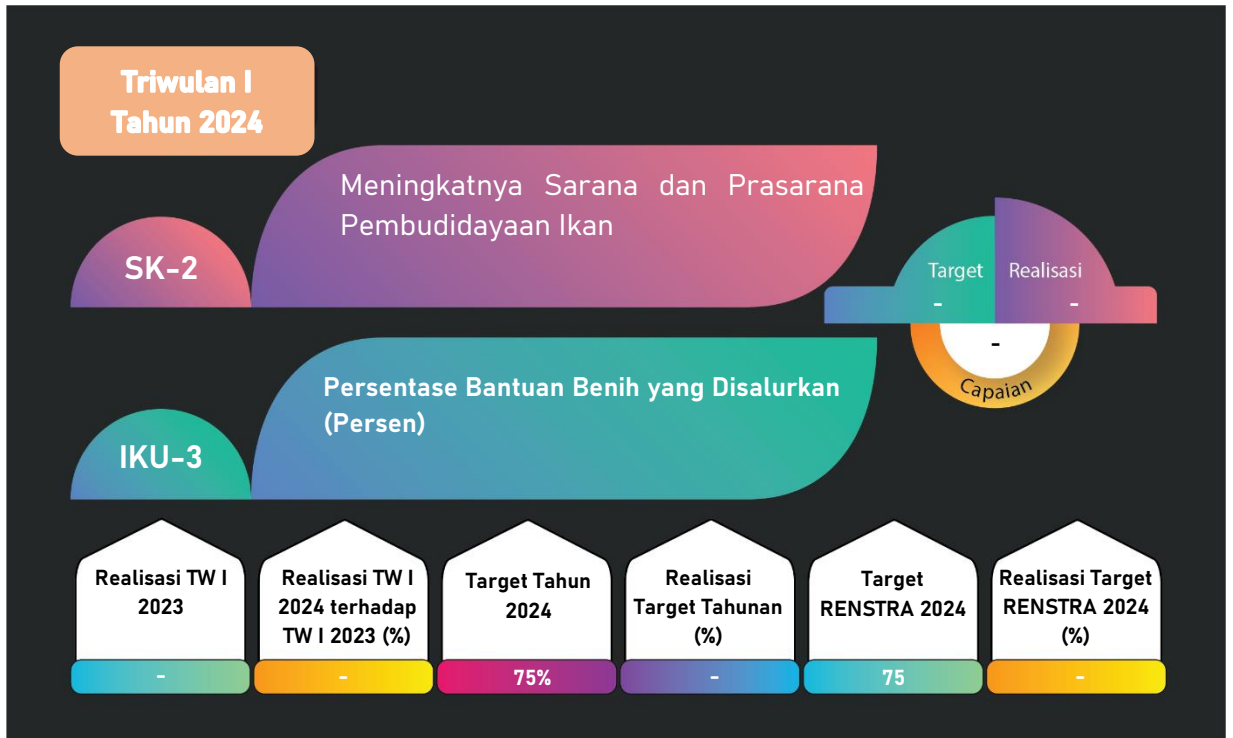 Triwulan I
Tahun 2024
Meningkatnya Sarana dan Prasarana
Pembudidayaan Ikan
SK-2
Target
Realisasi
-
-
-
Capaian
Persentase Bantuan Benih yang Disalurkan
(Persen)
IKU-3
Realisasi TW I
2023
-
Realisasi TW I
2024 terhadap
TW I 2023 (%)
-
Target Tahun
2024
75%
Realisasi
Target Tahunan
(%)
-
Target
RENSTRA 2024
75
Realisasi Target
RENSTRA 2024
(%)
-